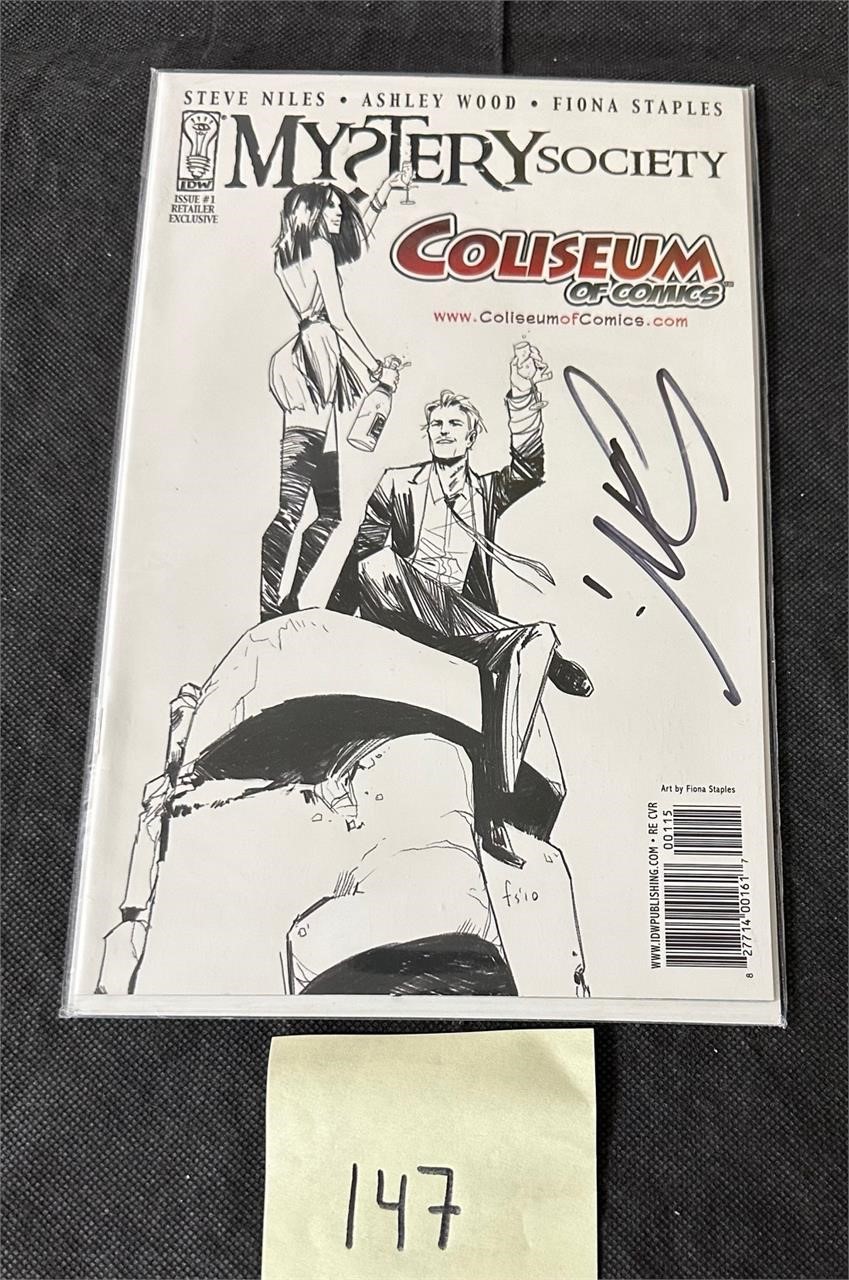 STEVE NILES • ASHLEY WOOD • FIONA STAPLES
IDW
MYSTERY SOCIETY
ISSUE #1
RETAILER
EXCLUSIVE
COLISEUM
OF COMICS™
www.ColiseumofComics.com
Art by Fiona Staples
fs'10
WWW.IDWPUBLISHING.COM • RE CVR
00115
8 27714 00161 7
147